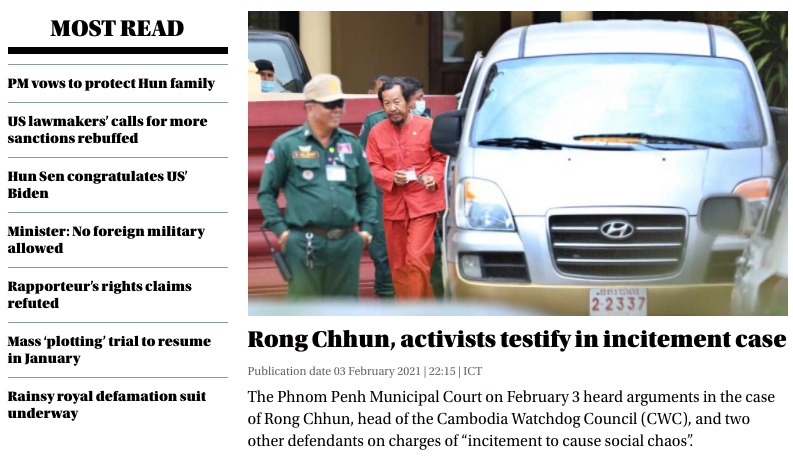 MOST READ
PM vows to protect Hun family
US lawmakers' calls for more
sanctions rebuffed
Hun Sen congratulates US'
Biden
Minister: No foreign military
allowed
Rapporteur's rights claims
refuted
Mass 'plotting' trial to resume
in January
Rainsy royal defamation suit
underway
2-2337
Rong Chhun, activists testify in incitement case
Publication date 03 February 2021 | 22:15 | ICT
The Phnom Penh Municipal Court on February 3 heard arguments in the case
of Rong Chhun, head of the Cambodia Watchdog Council (CWC), and two
other defendants on charges of “incitement to cause social chaos”.